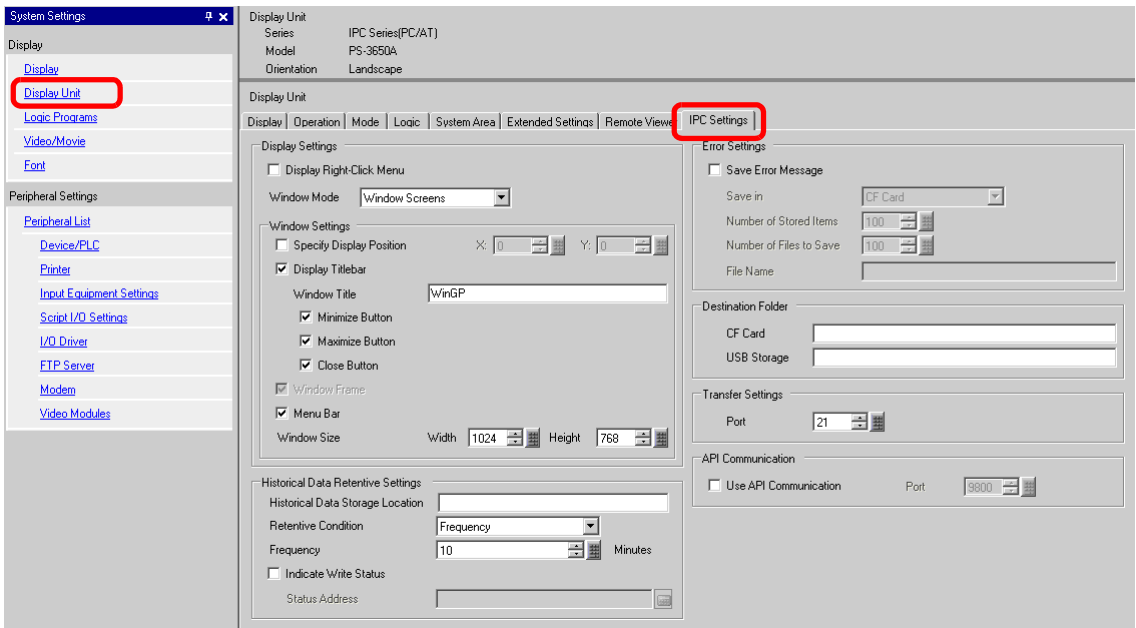 System Settings
Display
Display
Display Unit
Logic Programs
Video/Movie
Font
Peripheral Settings
Peripheral List
Device/PLC
Printer
Input Equipment Settings
Script I/O Settings
I/O Driver
FTP Server
Modem
Video Modules
Display Unit
Series IPC Series(PC/AT)
Model PS-3650A
Orientation Landscape
Display Unit
Display Operation Mode Logic System Area Extended Settings Remote Viewer IPC Settings
Display Settings
Display Right-Click Menu
Window Mode Window Screens
Window Settings
Specify Display Position X: 0 Y: 0
Display Titlebar
Window Title WinGP
Minimize Button
Maximize Button
Close Button
Window Frame
Menu Bar
Window Size Width 1024 Height 768
Historical Data Retentive Settings
Historical Data Storage Location
Retentive Condition Frequency
Frequency 10 Minutes
Indicate Write Status
Status Address
Error Settings
Save Error Message
Save in CF Card
Number of Stored Items 100
Number of Files to Save 100
File Name
Destination Folder
CF Card
USB Storage
Transfer Settings
Port 21
API Communication
Use API Communication Port 9800